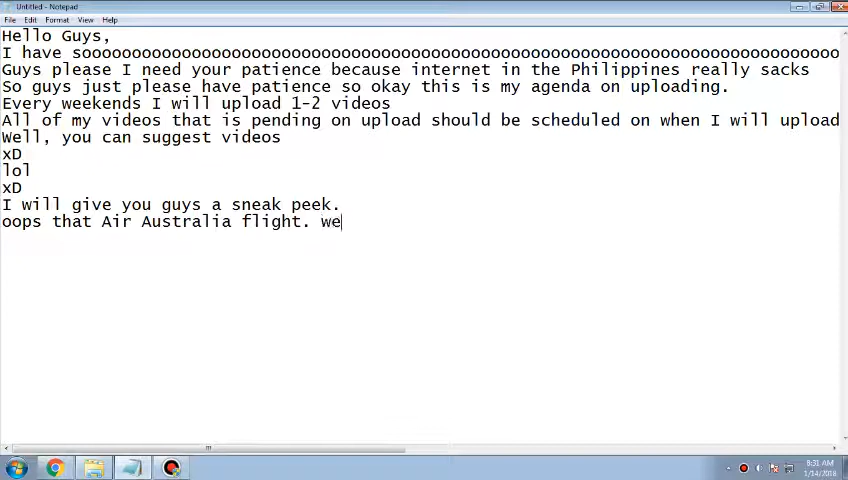 Untitled - Notepad
File Edit Format View Help
Hello Guys,
I have soooooooooooooooooooooooooooooooooooooooooooooooooooooooooooooooooooooooooooo
Guys please I need your patience because internet in the Philippines really sacks
So guys just please have patience so okay this is my agenda on uploading.
Every weekends I will upload 1-2 videos
All of my videos that is pending on upload should be scheduled on when I will upload
Well, you can suggest videos
xD
lol
xD
I will give you guys a sneak peek.
oops that Air Australia flight. we
8:31 AM
1/14/2018